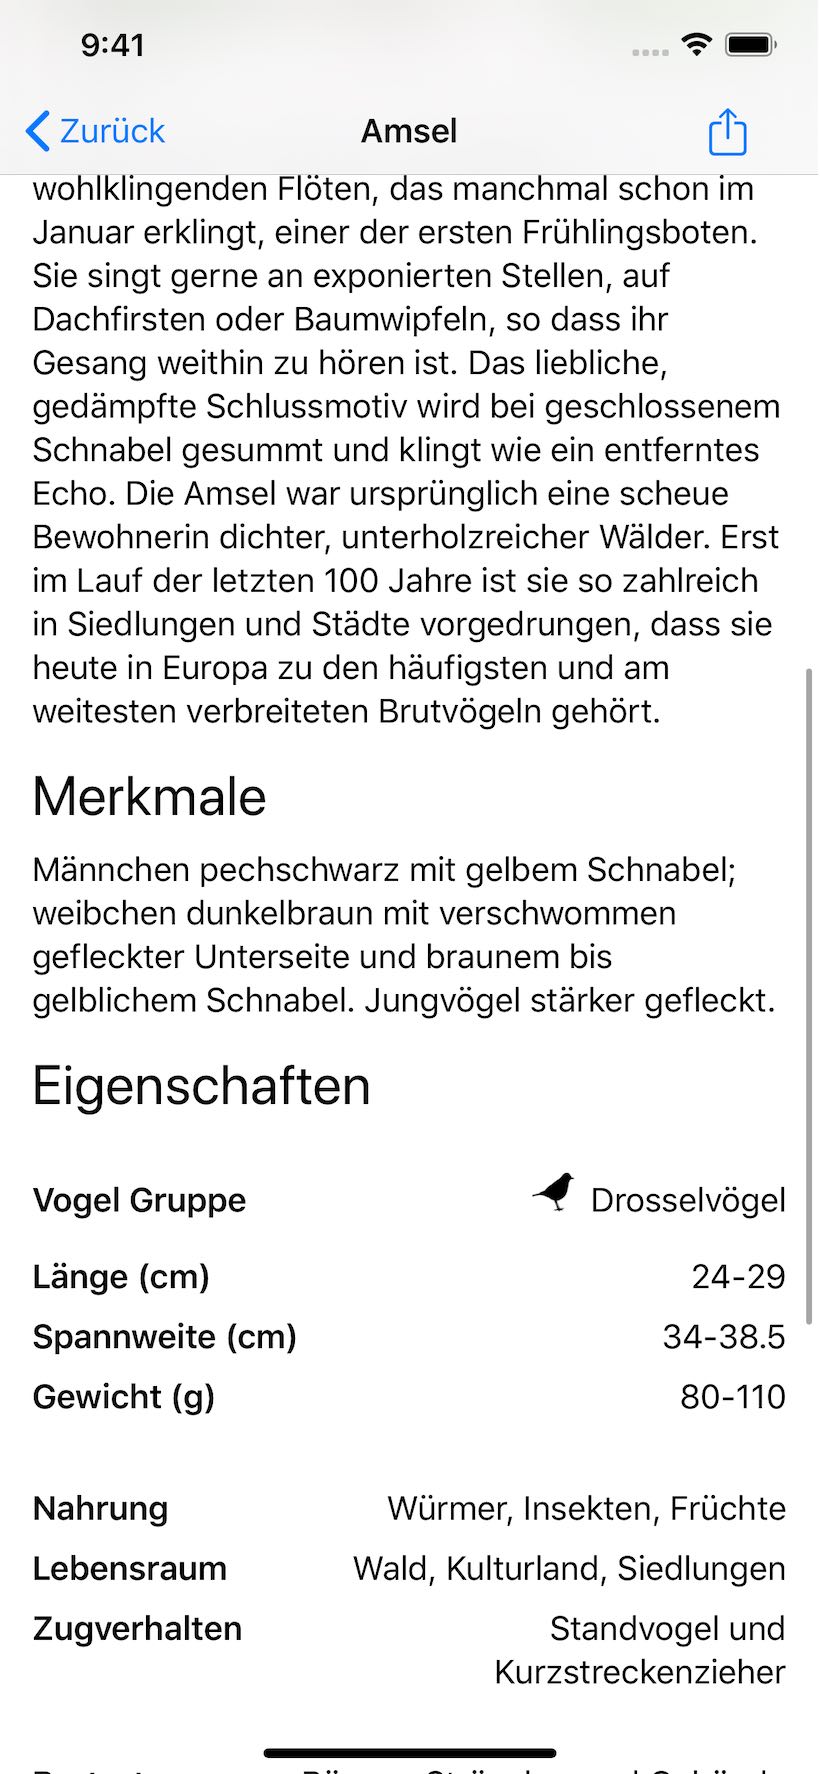 9:41
Zurück
Amsel
wohlklingenden Flöten, das manchmal schon im
Januar erklingt, einer der ersten Frühlingsboten.
Sie singt gerne an exponierten Stellen, auf
Dachfirsten oder Baumwipfeln, so dass ihr
Gesang weithin zu hören ist. Das liebliche,
gedämpfte Schlussmotiv wird bei geschlossenem
Schnabel gesummt und klingt wie ein entferntes
Echo. Die Amsel war ursprünglich eine scheue
Bewohnerin dichter, unterholzreicher Wälder. Erst
im Lauf der letzten 100 Jahre ist sie so zahlreich
in Siedlungen und Städte vorgedrungen, dass sie
heute in Europa zu den häufigsten und am
weitesten verbreiteten Brutvögeln gehört.
Merkmale
Männchen pechschwarz mit gelbem Schnabel;
weibchen dunkelbraun mit verschwommen
gefleckter Unterseite und braunem bis
gelblichem Schnabel. Jungvögel stärker gefleckt.
Eigenschaften
Vogel Gruppe Drosselvögel
Länge (cm) 24-29
Spannweite (cm) 34-38.5
Gewicht (g) 80-110
Nahrung Würmer, Insekten, Früchte
Lebensraum Wald, Kulturland, Siedlungen
Zugverhalten Standvogel und
Kurzstreckenzieher